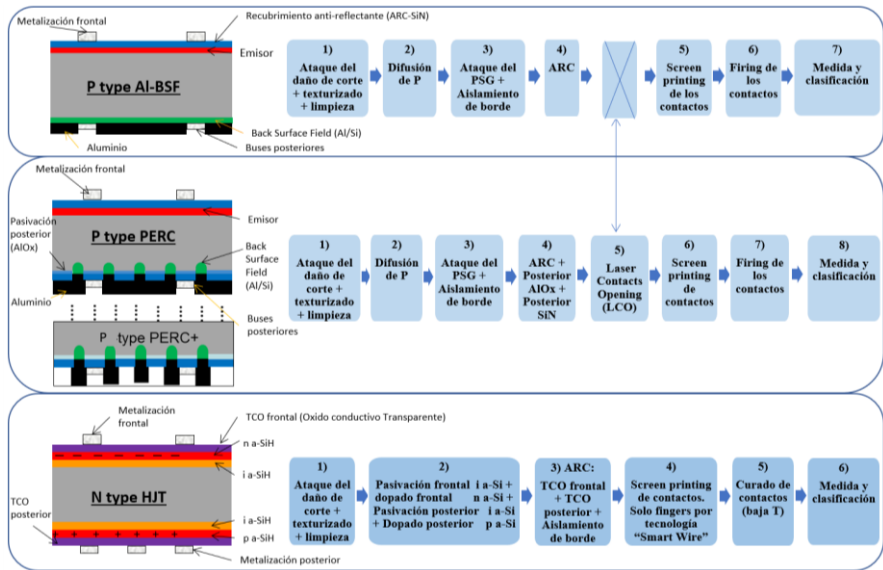 Metalización frontal
Recubrimiento anti-reflectante (ARC-SiN)
Emisor
P type Al-BSF
Back Surface Field (Al/Si)
Aluminio
Buses posteriores
1)
Ataque del
daño de corte
+ texturizado +
limpieza
2)
Difusión
de P
3)
Ataque del
PSG +
Aislamiento
de borde
4)
ARC
5)
Screen
printing
de los
contactos
6)
Firing de
los
contactos
7)
Medida y
clasificación
Metalización frontal
Pasivación
posterior
(AlOx)
Emisor
P type PERC
Back
Surface
Field
(Al/Si)
Aluminio
Buses
posteriores
P type PERC+
1)
Ataque del
daño de
corte +
texturizado
+ limpieza
2)
Difusión
de P
3)
Ataque del
PSG +
Aislamiento
de borde
4)
ARC +
Posterior
AlOx +
Posterior
SiN
5)
Laser
Contacts
Opening
(LCO)
6)
Screen
printing de
contactos
7)
Firing de
los
contactos
8)
Medida y
clasificación
Metalización
frontal
TCO frontal (Oxido conductivo Transparente)
n a-SiH
i a-SiH
N type HJT
TCO
posterior
i a-SiH
+ + + + + +
p a-SiH
Metalización posterior
1)
Ataque del
daño de
corte +
texturizado
+ limpieza
2)
Pasivación frontal i a-Si +
dopado frontal n a-Si +
Pasivación posterior i a-Si
+ Dopado posterior p a-Si
3) ARC:
TCO frontal
+ TCO
posterior +
Aislamiento
de borde
4)
Screen printing
de contactos.
Solo fingers por
tecnología
“Smart Wire”
5)
Curado de
contactos
(baja T)
6)
Medida y
clasificación